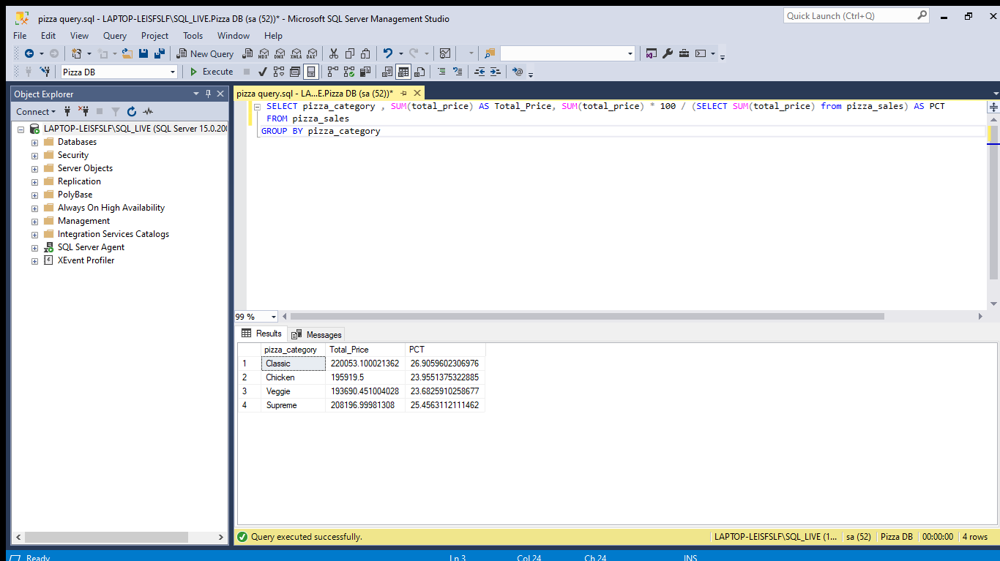 pizza query.sql - LAPTOP-LEISFSLF\SQL_LIVE.Pizza DB (sa (52))* - Microsoft SQL Server Management Studio
Quick Launch (Ctrl+Q)
File Edit View Query Project Tools Window Help
New Query MDX DMX XMLA DAX
Pizza DB Execute
Object Explorer
Connect
LAPTOP-LEISFSLF\SQL_LIVE (SQL Server 15.0.200
Databases
Security
Server Objects
Replication
PolyBase
Always On High Availability
Management
Integration Services Catalogs
SQL Server Agent
XEvent Profiler
pizza query.sql - LA...E.Pizza DB (sa (52))*
SELECT pizza_category , SUM(total_price) AS Total_Price, SUM(total_price) * 100 / (SELECT SUM(total_price) from pizza_sales) AS PCT
FROM pizza_sales
GROUP BY pizza_category
99 %
Results Messages
pizza_category Total_Price PCT
1 Classic 220053.100021362 26.9059602306976
2 Chicken 195919.5 23.9551375322885
3 Veggie 193690.451004028 23.6825910258677
4 Supreme 208196.99981308 25.4563112111462
Query executed successfully. LAPTOP-LEISFSLF\SQL_LIVE (1... sa (52) Pizza DB 00:00:00 4 rows
Ready Ln 3 Col 24 Ch 24 INS